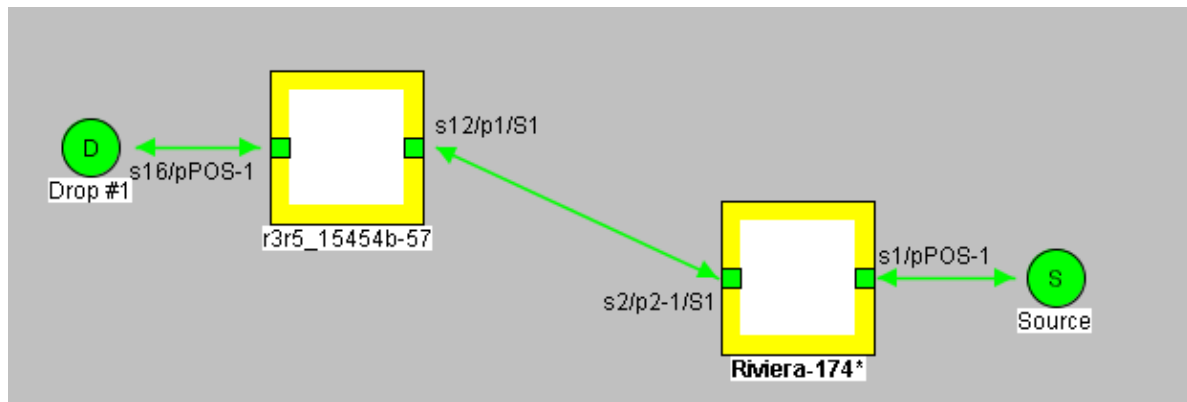 D
s16/pPOS-1
Drop #1
r3r5_15454b-57
s12/p1/S1
s2/p2-1/S1
Riviera-174*
s1/pPOS-1
S
Source